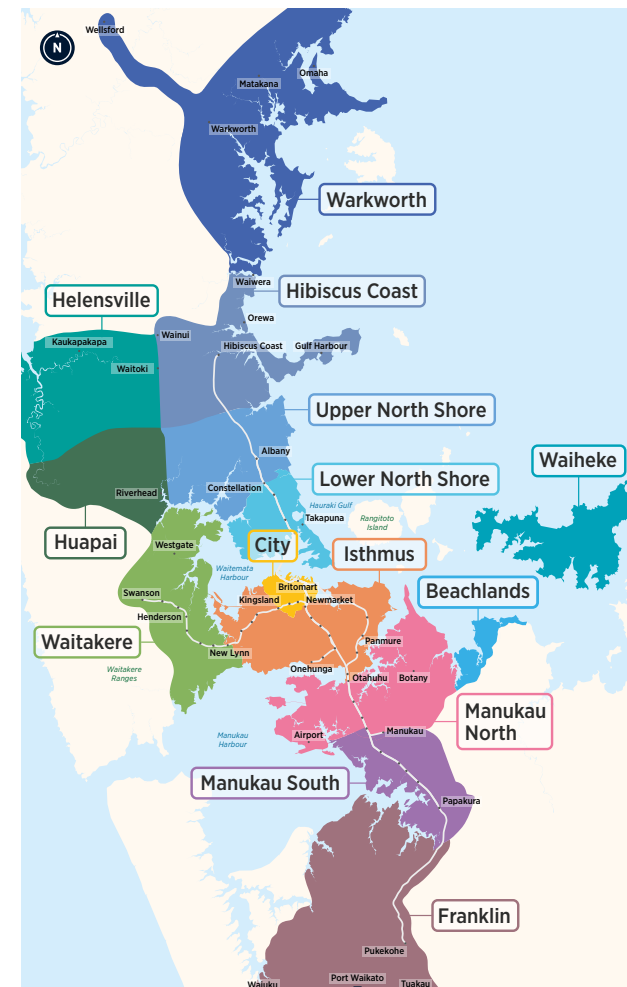 Wellsford
N
Omaha
Matakana
Warkworth
Warkworth
Waiwera
Hibiscus Coast
Helensville
Orewa
Wainui
Kaukapakapa
Hibiscus Coast
Gulf Harbour
Waitoki
Upper North Shore
Albany
Waiheke
Lower North Shore
Constellation
Riverhead
Hauraki Gulf
Takapuna
Rangitoto
Island
Huapai
Westgate
City
Isthmus
Waitemata
Harbour
Britomart
Beachlands
Swanson
Kingsland
Newmarket
Henderson
Waitakere
Panmure
New Lynn
Waitakere
Ranges
Onehunga
Otahuhu
Botany
Manukau
North
Manukau
Harbour
Airport
Manukau
Manukau South
Papakura
Franklin
Pukekohe
Port Waikato
Waiuku
Tuakau